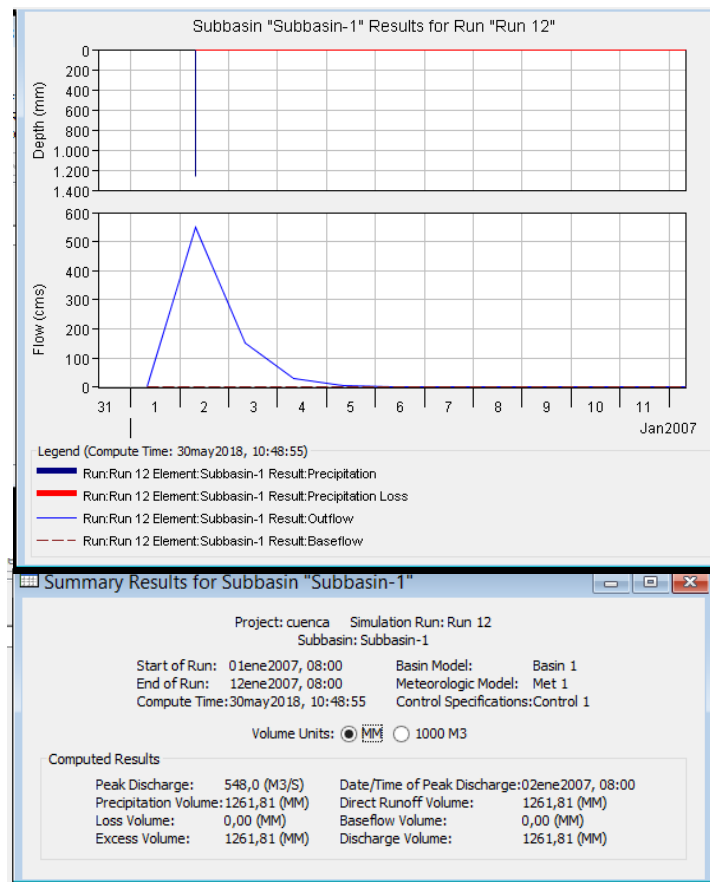 Subbasin "Subbasin-1" Results for Run "Run 12"
Depth (mm)
0
200
400
600
800
1.000
1.200
1.400
Flow (cms)
600
500
400
300
200
100
0
31 1 2 3 4 5 6 7 8 9 10 11
Jan2007
Legend (Compute Time: 30may2018, 10:48:55)
Run:Run 12 Element:Subbasin-1 Result:Precipitation
Run:Run 12 Element:Subbasin-1 Result:Precipitation Loss
Run:Run 12 Element:Subbasin-1 Result:Outflow
Run:Run 12 Element:Subbasin-1 Result:Baseflow
Summary Results for Subbasin "Subbasin-1"
Project: cuenca Simulation Run: Run 12
Subbasin: Subbasin-1
Start of Run: 01ene2007, 08:00 Basin Model: Basin 1
End of Run: 12ene2007, 08:00 Meteorologic Model: Met 1
Compute Time:30may2018, 10:48:55 Control Specifications:Control 1
Volume Units: MM 1000 M3
Computed Results
Peak Discharge: 548,0 (M3/S) Date/Time of Peak Discharge:02ene2007, 08:00
Precipitation Volume:1261,81 (MM) Direct Runoff Volume: 1261,81 (MM)
Loss Volume: 0,00 (MM) Baseflow Volume: 0,00 (MM)
Excess Volume: 1261,81 (MM) Discharge Volume: 1261,81 (MM)